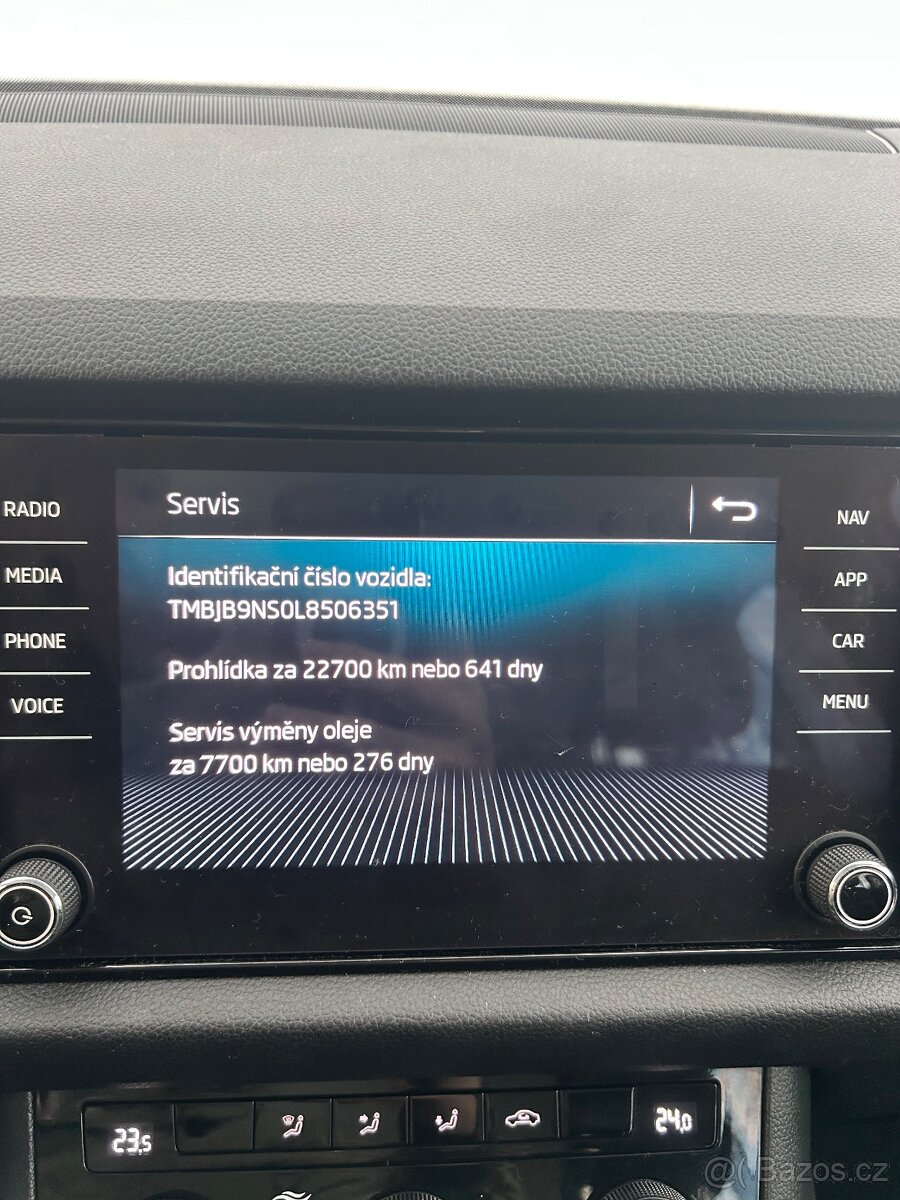 Servis
RADIO
MEDIA
PHONE
VOICE
Identifikační číslo vozidla:
TMBJB9NS0L8506351
Prohlídka za 22700 km nebo 641 dny
Servis výměny oleje
za 7700 km nebo 276 dny
NAV
APP
CAR
MENU
23,5
24,0
@( Bazos.cz